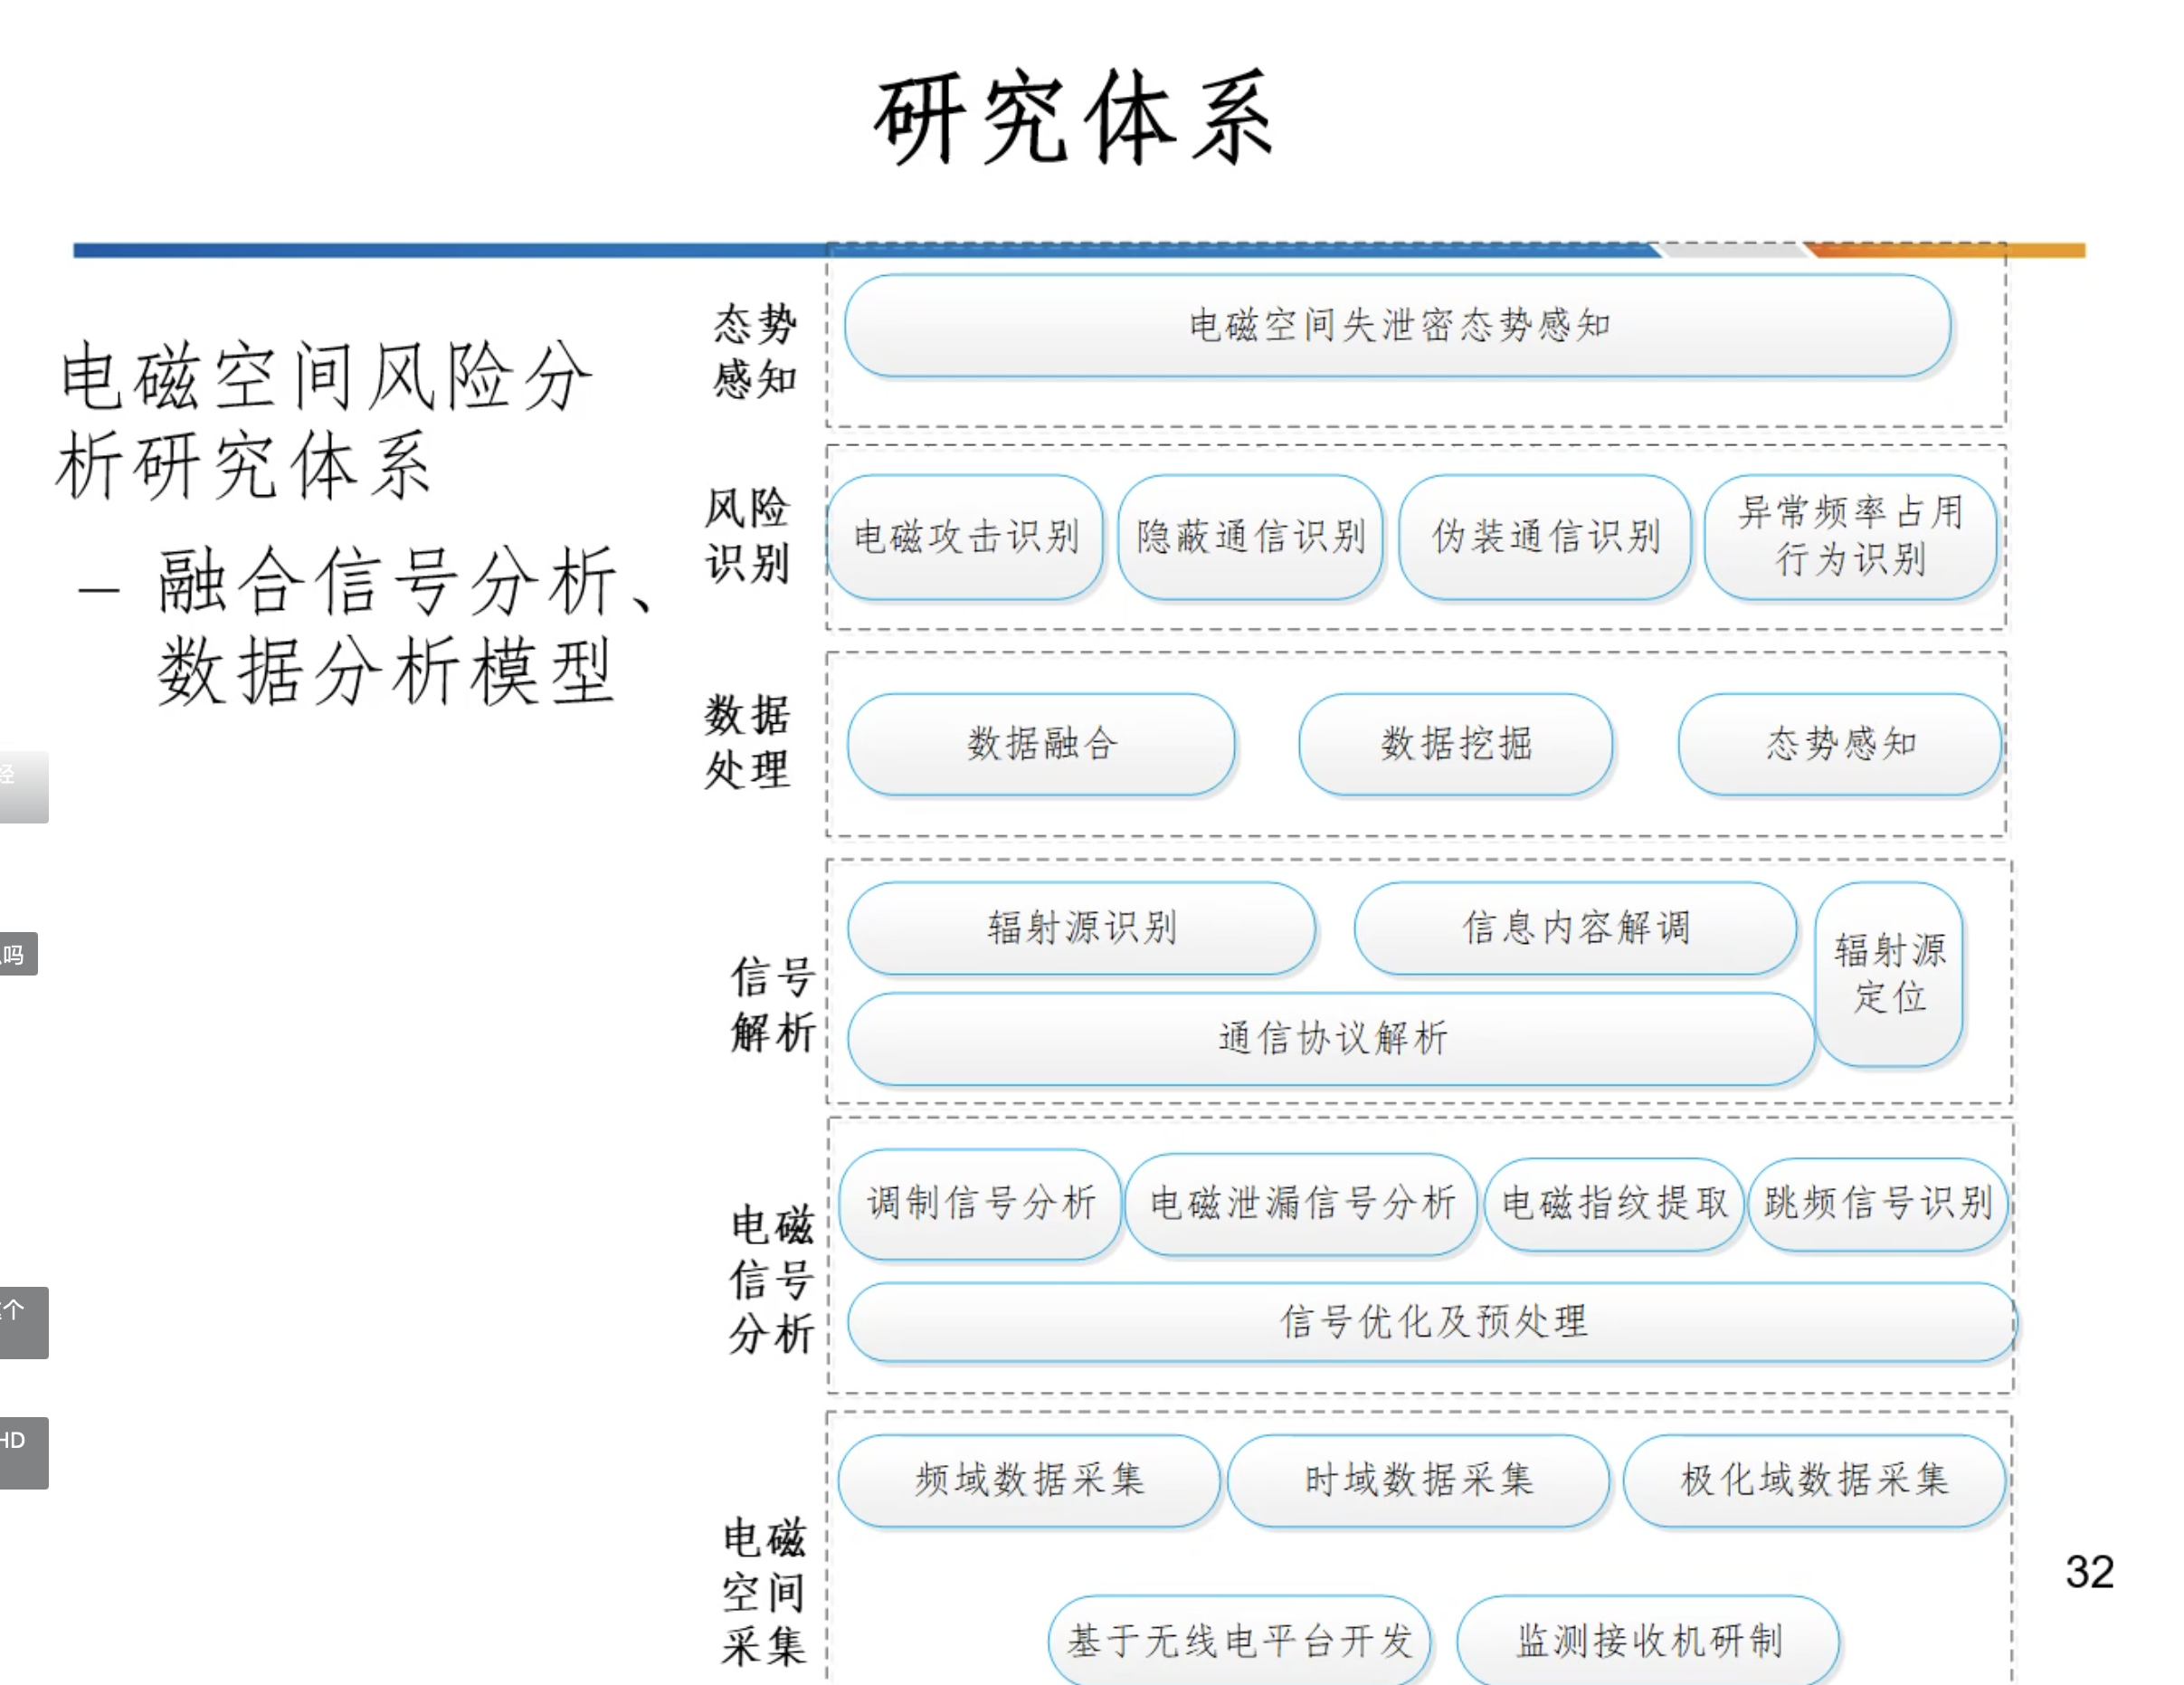 研究体系
电磁空间风险分
析研究体系
– 融合信号分析、
数据分析模型
态势
感知
电磁空间失泄密态势感知
风险
识别
电磁攻击识别
隐蔽通信识别
伪装通信识别
异常频率占用
行为识别
数据
处理
数据融合
数据挖掘
态势感知
信号
解析
辐射源识别
信息内容解调
辐射源
定位
通信协议解析
电磁
信号
分析
调制信号分析
电磁泄漏信号分析
电磁指纹提取
跳频信号识别
信号优化及预处理
电磁
空间
采集
频域数据采集
时域数据采集
极化域数据采集
基于无线电平台开发
监测接收机研制
32
吗
个
HD